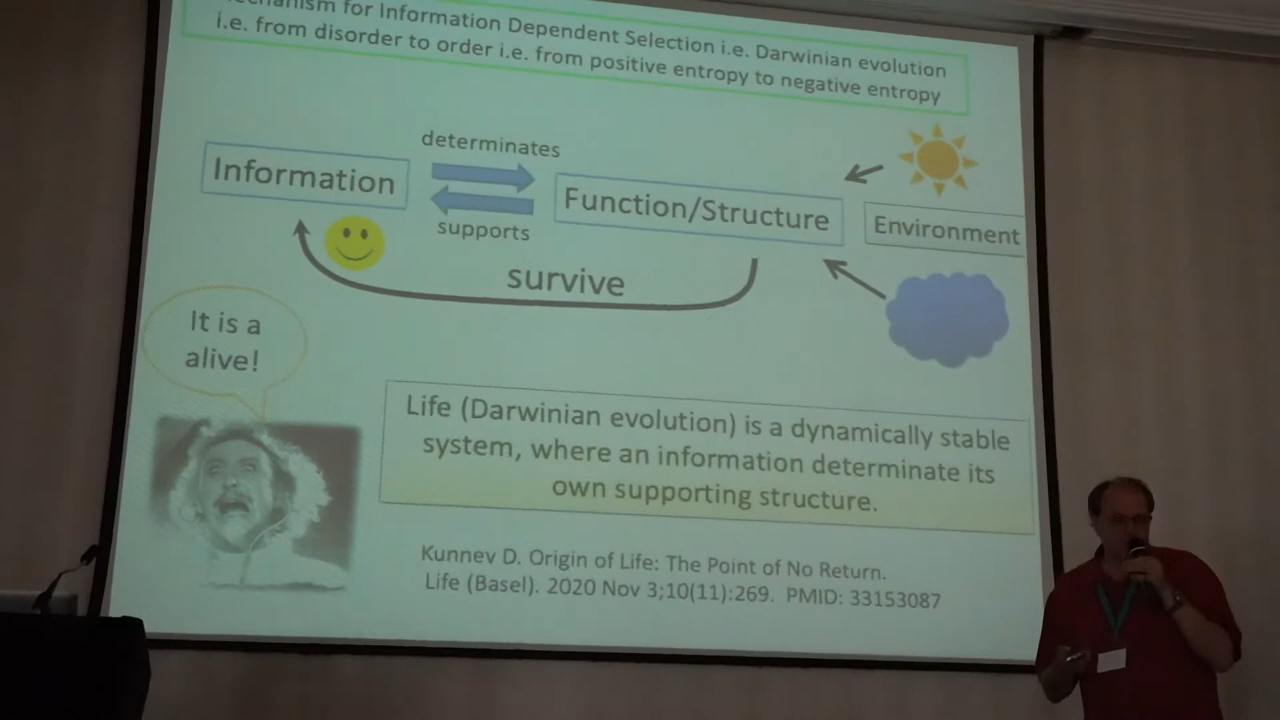 for Information Dependent Selection i.e. Darwinian evolution
i.e. from disorder to order i.e. from positive entropy to negative entropy
determinates
Information
Function/Structure
Environment
supports
survive
It is a
alive!
Life (Darwinian evolution) is a dynamically stable
system, where an information determinate its
own supporting structure.
Kunnev D. Origin of Life: The Point of No Return.
Life (Basel). 2020 Nov 3;10(11):269. PMID: 33153087